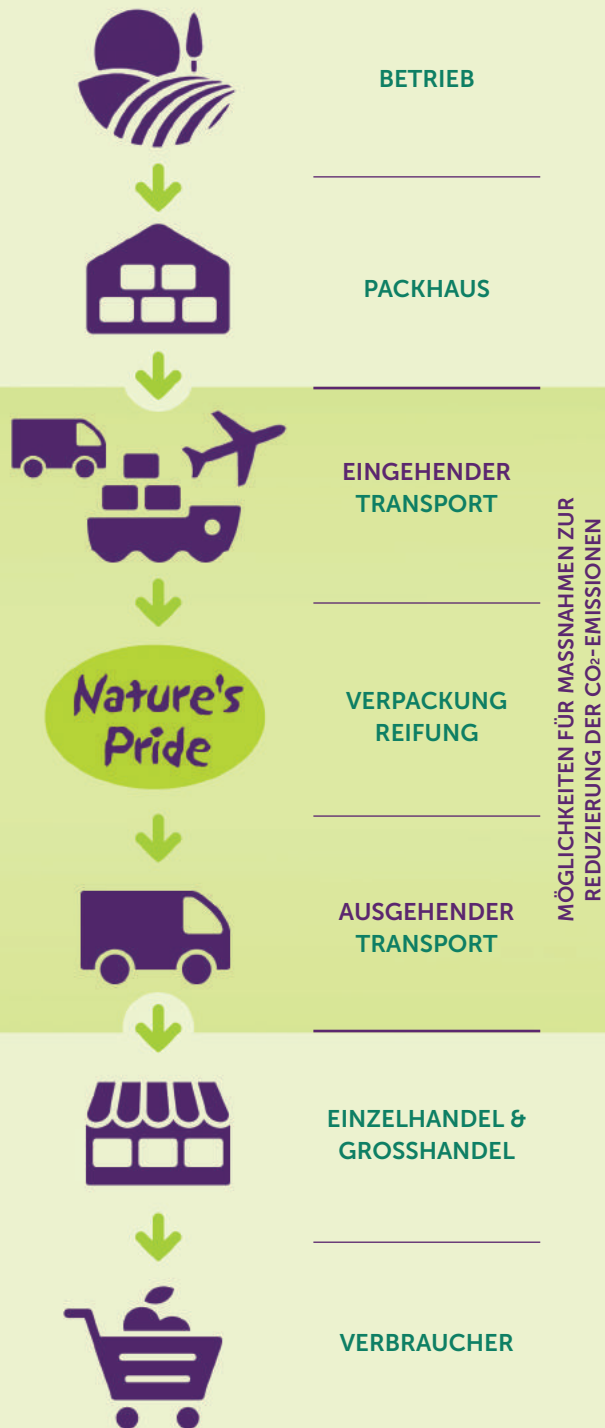 BETRIEB
PACKHAUS
EINGEHENDER
TRANSPORT
Nature's
Pride
VERPACKUNG
REIFUNG
AUSGEHENDER
TRANSPORT
MÖGLICHKEITEN FÜR MASSNAHMEN ZUR
REDUZIERUNG DER CO₂-EMISSIONEN
EINZELHANDEL &
GROSSHANDEL
VERBRAUCHER